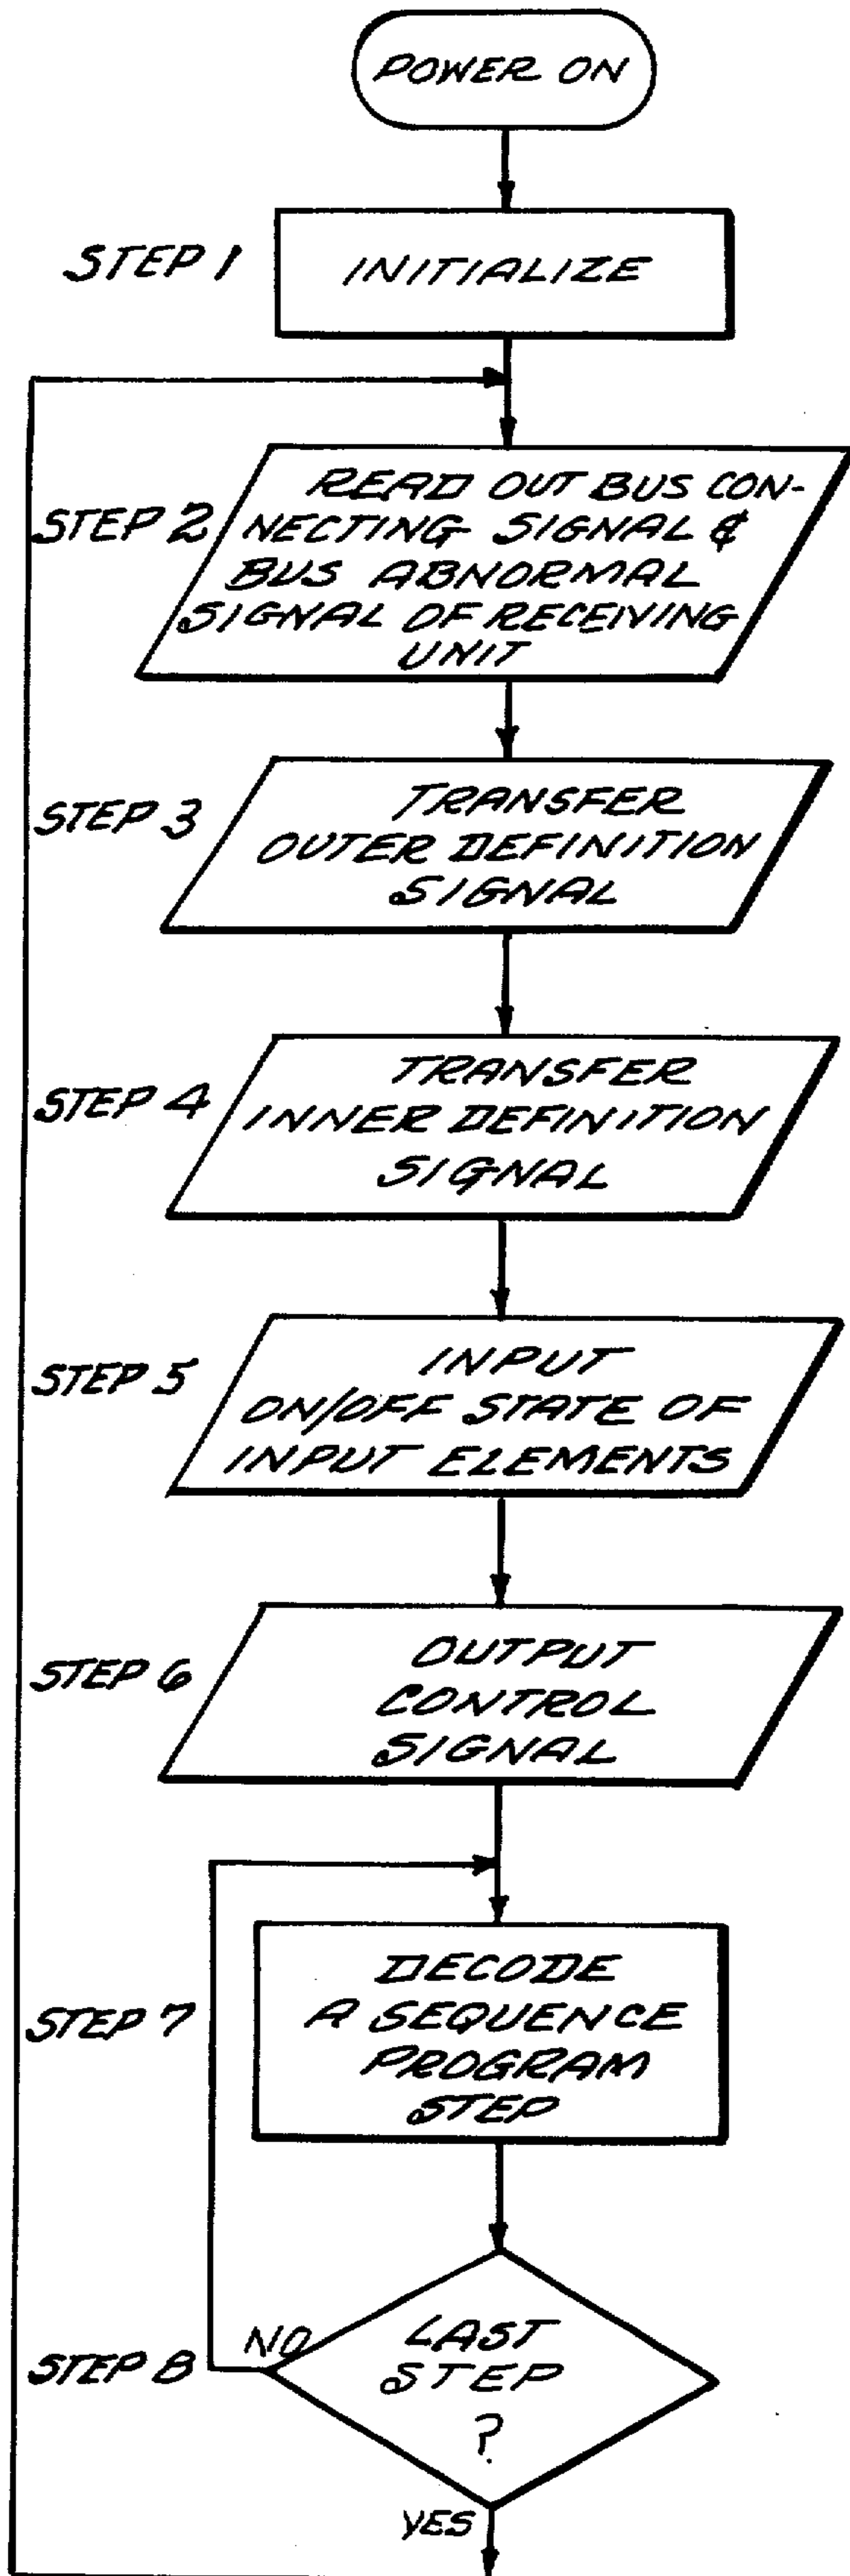 POWER ON
STEP 1
INITIALIZE
STEP 2
READ OUT BUS CON-
NECTING SIGNAL &
BUS ABNORMAL
SIGNAL OF RECEIVING
UNIT
STEP 3
TRANSFER
OUTER DEFINITION
SIGNAL
STEP 4
TRANSFER
INNER DEFINITION
SIGNAL
STEP 5
INPUT
ON/OFF STATE OF
INPUT ELEMENTS
STEP 6
OUTPUT
CONTROL
SIGNAL
STEP 7
DECODE
A SEQUENCE
PROGRAM
STEP
STEP 8
NO
LAST
STEP
?
YES